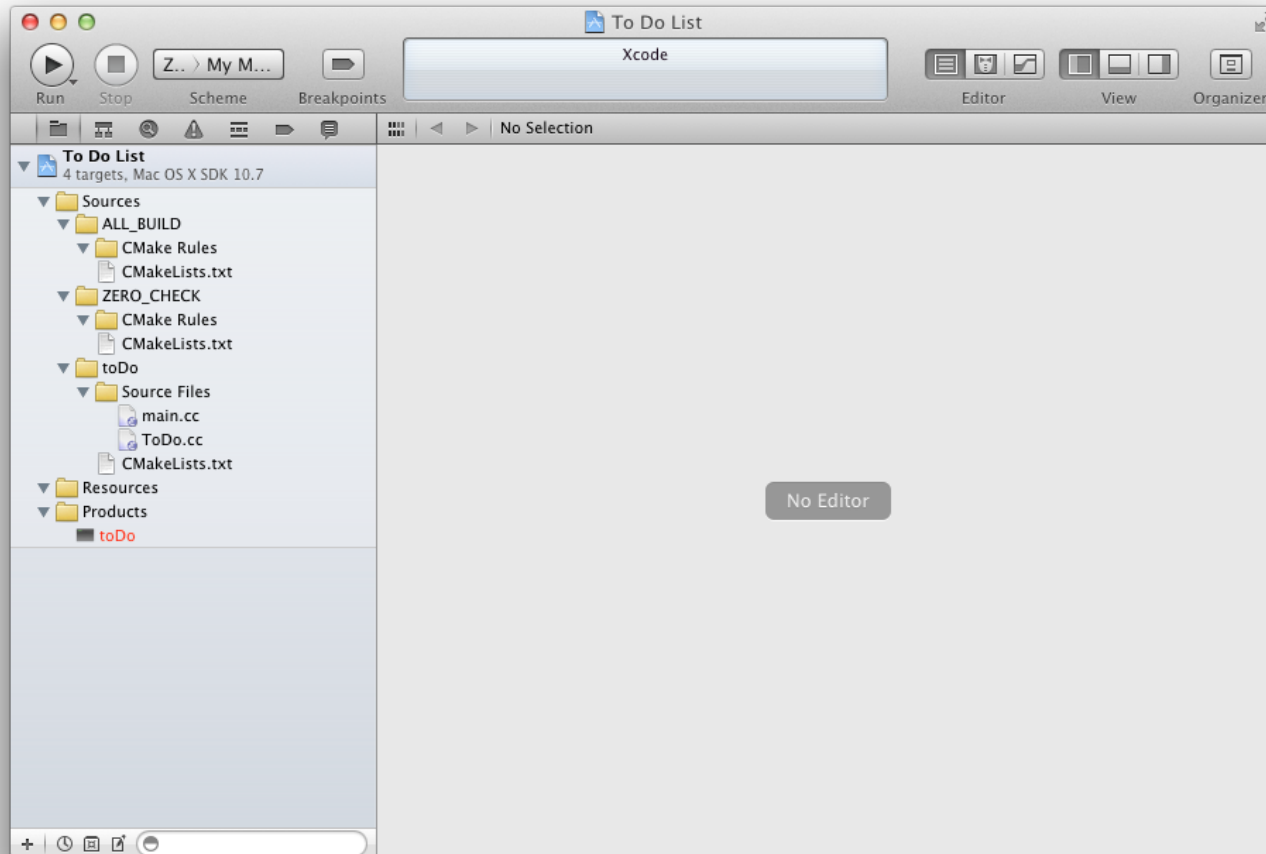 To Do List
Z.. 〉 My M...
Xcode
Run Stop Scheme Breakpoints Editor View Organizer
No Selection
To Do List
4 targets, Mac OS X SDK 10.7
Sources
ALL_BUILD
CMake Rules
CMakeLists.txt
ZERO_CHECK
CMake Rules
CMakeLists.txt
toDo
Source Files
main.cc
ToDo.cc
CMakeLists.txt
Resources
No Editor
Products
toDo